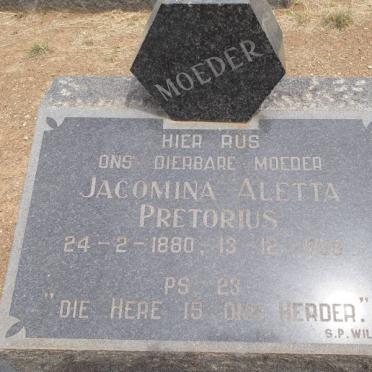 MOEDER
HIER RUS
ONS DIERBARE MOEDER
JACOMINA ALETTA
PRETORIUS
24-2-1880. 13-12-
PS 23
"DIE HERE IS ONS HERDER."
S.P. WIL